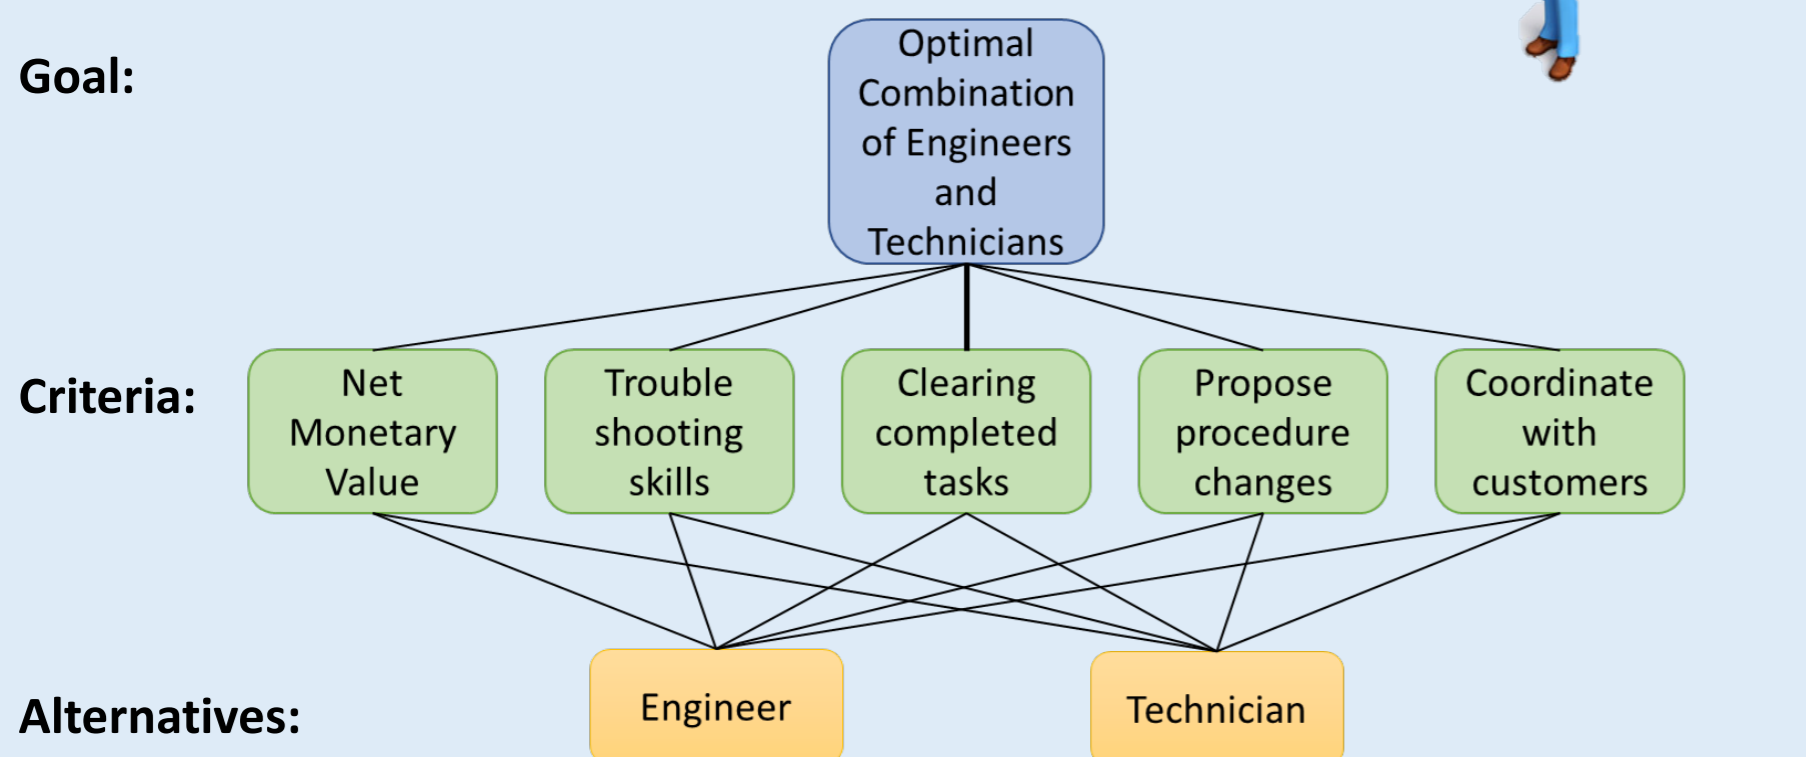 Goal:
Optimal
Combination
of Engineers
and
Technicians
Criteria:
Net
Monetary
Value
Trouble
shooting
skills
Clearing
completed
tasks
Propose
procedure
changes
Coordinate
with
customers
Alternatives:
Engineer
Technician